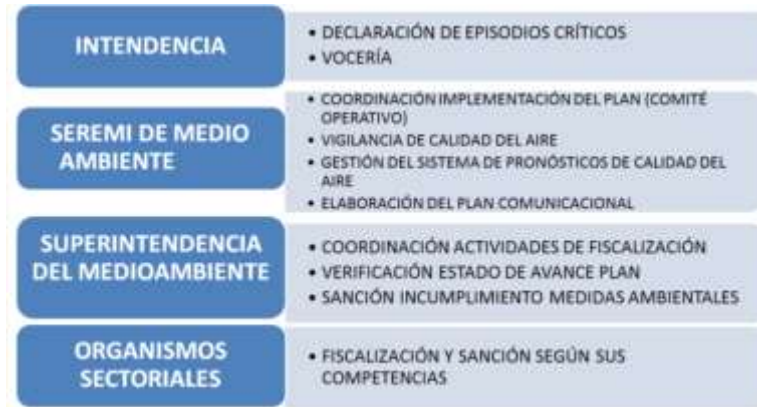 INTENDENCIA
• DECLARACIÓN DE EPISODIOS CRÍTICOS
• VOCERÍA
SEREMI DE MEDIO
AMBIENTE
• COORDINACIÓN IMPLEMENTACIÓN DEL PLAN (COMITÉ
OPERATIVO)
• VIGILANCIA DE CALIDAD DEL AIRE
• GESTIÓN DEL SISTEMA DE PRONÓSTICOS DE CALIDAD DEL
AIRE
• ELABORACIÓN DEL PLAN COMUNICACIONAL
SUPERINTENDENCIA
DEL MEDIOAMBIENTE
• COORDINACIÓN ACTIVIDADES DE FISCALIZACIÓN
• VERIFICACIÓN ESTADO DE AVANCE PLAN
• SANCIÓN INCUMPLIMIENTO MEDIDAS AMBIENTALES
ORGANISMOS
SECTORIALES
• FISCALIZACIÓN Y SANCIÓN SEGÚN SUS
COMPETENCIAS